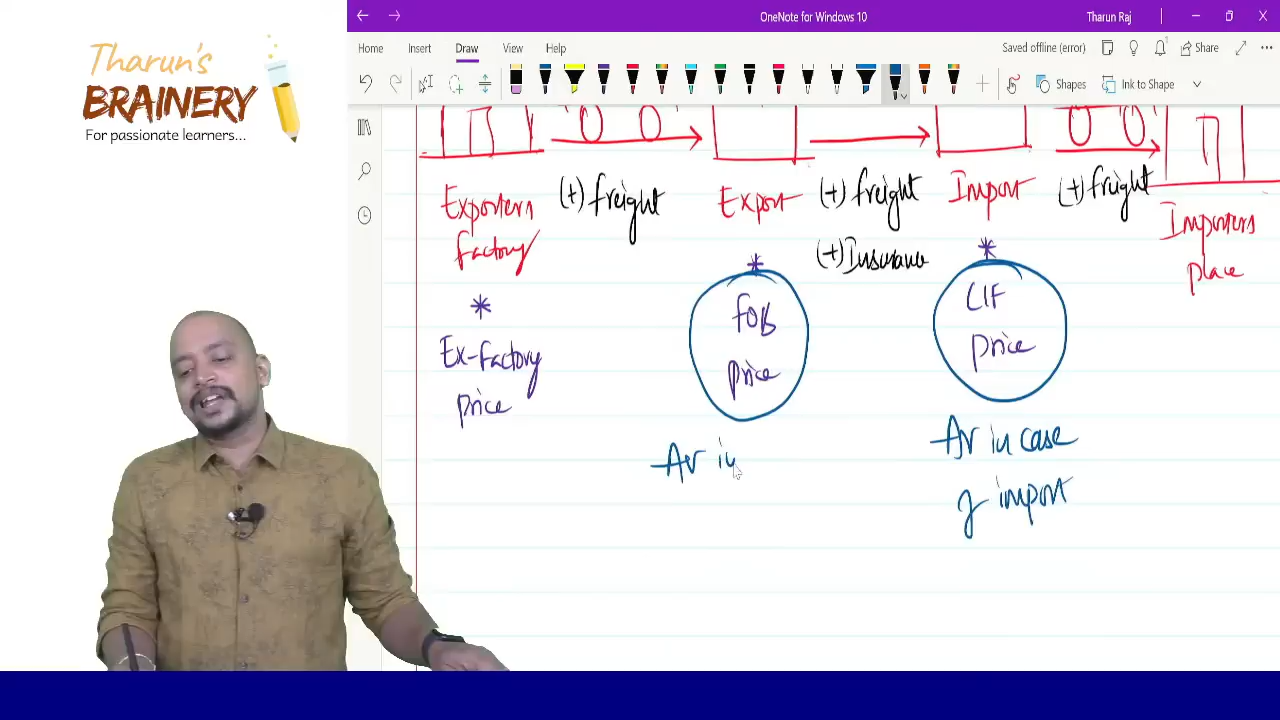 Tharun's
BRAINERY
For passionate learners...
OneNote for Windows 10
Tharun Raj
Home Insert Draw View Help
Saved offline (error)
Share
Shapes
Ink to Shape
Exporters
factory
(+) freight
Export
(+) freight
(+) Insurance
Import
(+) freight
Importers
place
*
Ex-factory
price
*
FOB
price
*
CIF
price
Av in
Av in case
of import